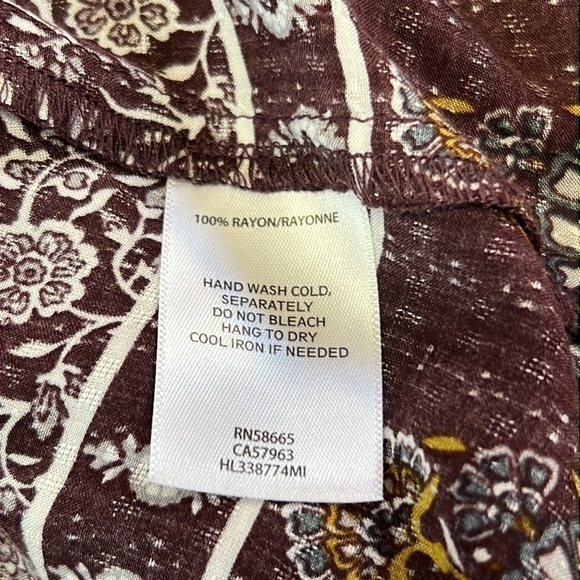 100% RAYON/RAYONNE
HAND WASH COLD,
SEPARATELY
DO NOT BLEACH
HANG TO DRY
COOL IRON IF NEEDED
RN58665
CA57963
HL338774MI